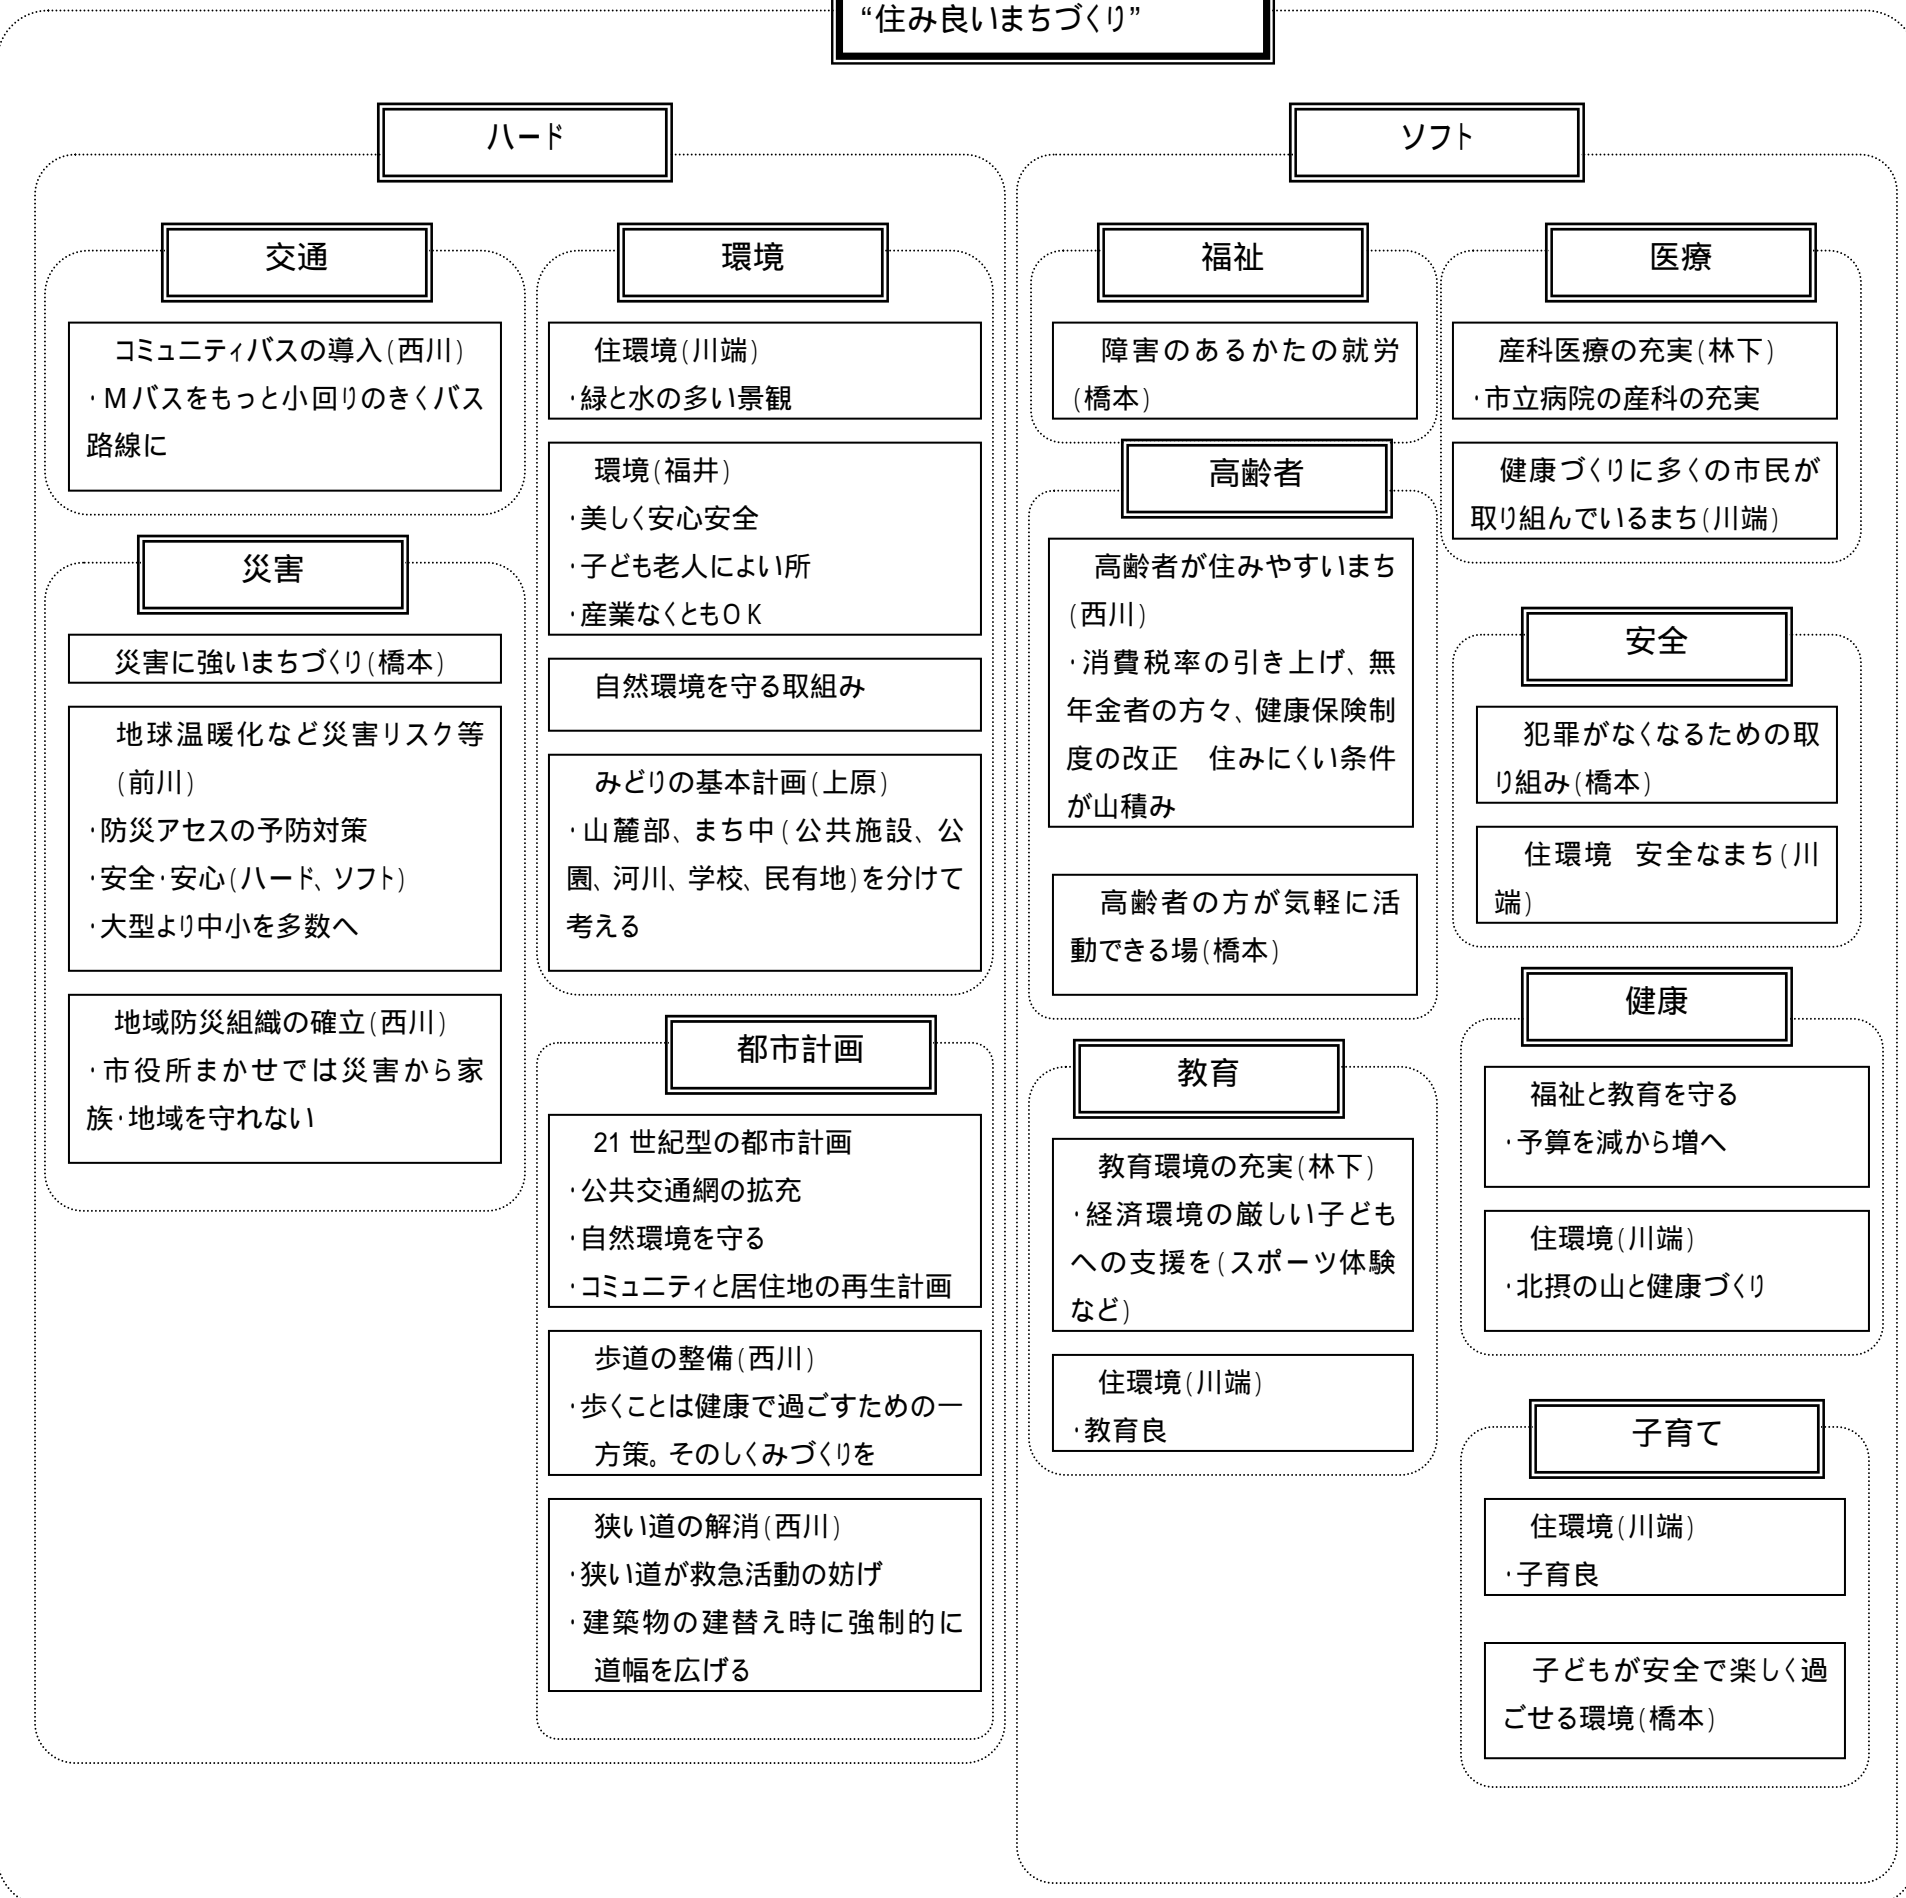 “住み良いまちづくり”
ハード
交通
コミュニティバスの導入(西川)
・Mバスをもっと小回りのきくバス
路線に
災害
災害に強いまちづくり(橋本)
地球温暖化など災害リスク等
(前川)
・防災アセスの予防対策
・安全・安心(ハード、ソフト)
・大型より中小を多数へ
地域防災組織の確立(西川)
・市役所まかせでは災害から家
族・地域を守れない
環境
住環境(川端)
・緑と水の多い景観
環境(福井)
・美しく安心安全
・子ども老人によい所
・産業なくともOK
自然環境を守る取組み
みどりの基本計画(上原)
・山麓部、まち中(公共施設、公
園、河川、学校、民有地)を分けて
考える
都市計画
21世紀型の都市計画
・公共交通網の拡充
・自然環境を守る
・コミュニティと居住地の再生計画
歩道の整備(西川)
・歩くことは健康で過ごすための一
方策。そのしくみづくりを
狭い道の解消(西川)
・狭い道が救急活動の妨げ
・建築物の建替え時に強制的に
道幅を広げる
ソフト
福祉
障害のあるかたの就労
(橋本)
高齢者
高齢者が住みやすいまち
(西川)
・消費税率の引き上げ、無
年金者の方々、健康保険制
度の改正　住みにくい条件
が山積み
高齢者の方が気軽に活
動できる場(橋本)
教育
教育環境の充実(林下)
・経済環境の厳しい子ども
への支援を(スポーツ体験
など)
住環境(川端)
・教育良
医療
産科医療の充実(林下)
・市立病院の産科の充実
健康づくりに多くの市民が
取り組んでいるまち(川端)
安全
犯罪がなくなるための取
り組み(橋本)
住環境　安全なまち(川
端)
健康
福祉と教育を守る
・予算を減から増へ
住環境(川端)
・北摂の山と健康づくり
子育て
住環境(川端)
・子育良
子どもが安全で楽しく過
ごせる環境(橋本)